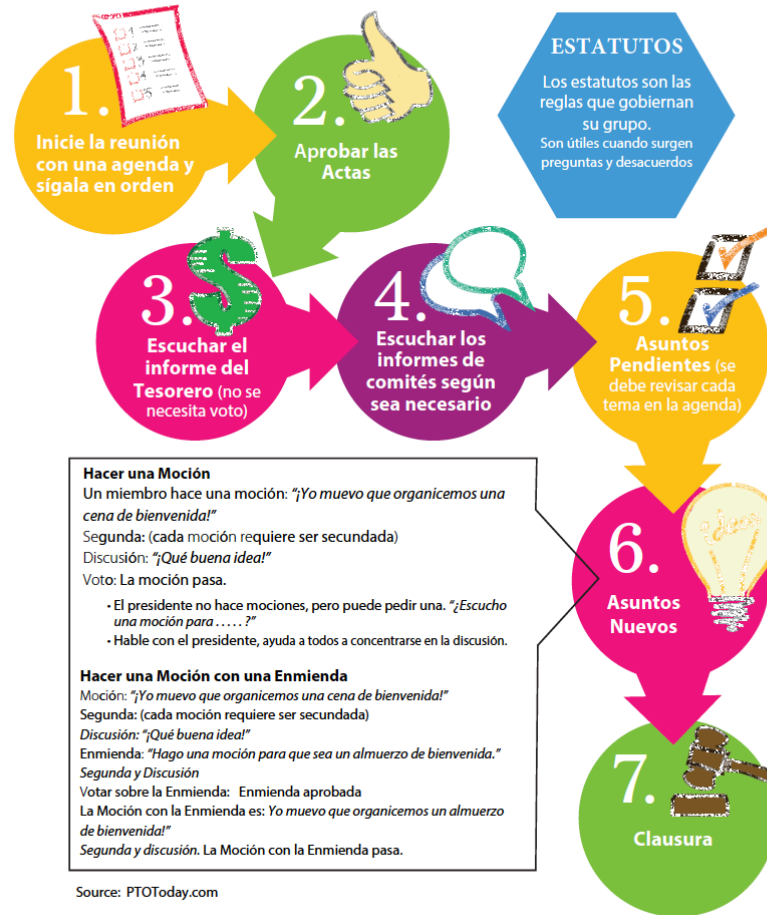 1.
Inicie la reunión
con una agenda y
sígala en orden
2.
Aprobar las
Actas
ESTATUTOS
Los estatutos son las
reglas que gobiernan
su grupo.
Son útiles cuando surgen
preguntas y desacuerdos
3.
Escuchar el
informe del
Tesorero (no se
necesita voto)
4.
Escuchar los
informes de
comités según
sea necesario
5.
Asuntos
Pendientes (se
debe revisar cada
tema en la agenda)
Hacer una Moción
Un miembro hace una moción: "¡Yo muevo que organicemos una
cena de bienvenida!"
Segunda: (cada moción requiere ser secundada)
Discusión: "¡Qué buena idea!"
Voto: La moción pasa.
• El presidente no hace mociones, pero puede pedir una. "¿Escucho
una moción para . . . . . ?"
• Hable con el presidente, ayuda a todos a concentrarse en la discusión.
Hacer una Moción con una Enmienda
Moción: "¡Yo muevo que organicemos una cena de bienvenida!"
Segunda: (cada moción requiere ser secundada)
Discusión: "¡Qué buena idea!"
Enmienda: "Hago una moción para que sea un almuerzo de bienvenida."
Segunda y Discusión
Votar sobre la Enmienda: Enmienda aprobada
La Moción con la Enmienda es: Yo muevo que organicemos un almuerzo
de bienvenida!"
Segunda y discusión. La Moción con la Enmienda pasa.
6.
Asuntos
Nuevos
7.
Clausura
Source: PTOToday.com